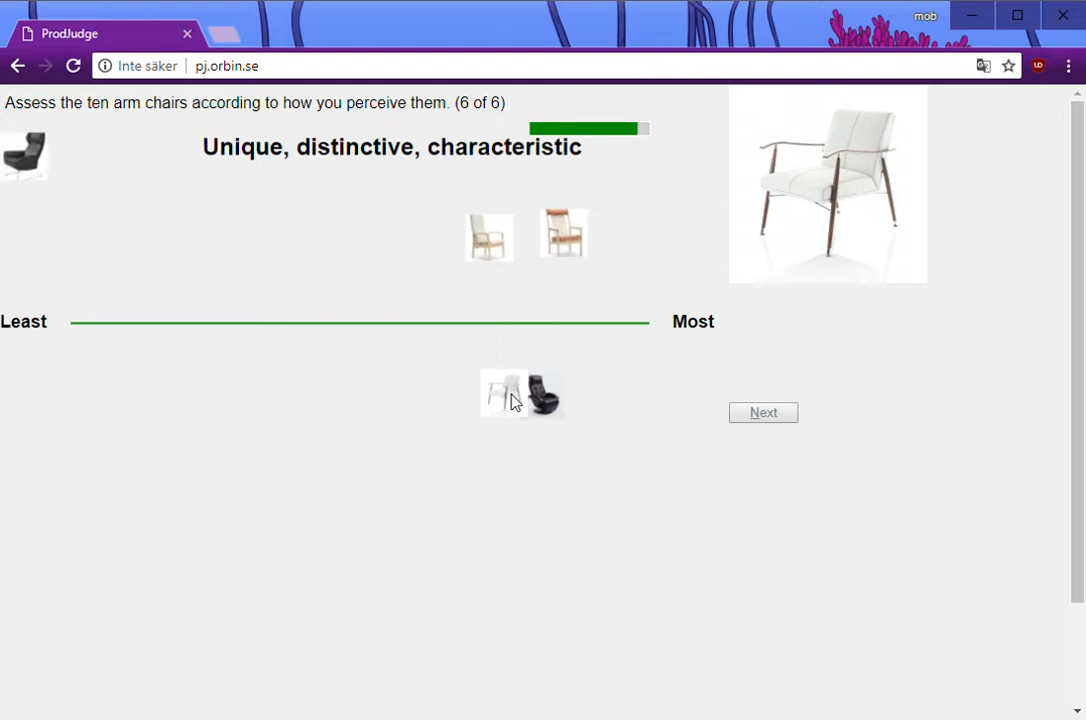 mob
ProdJudge
Inte säker
pj.orbin.se
UD
Assess the ten arm chairs according to how you perceive them. (6 of 6)
Unique, distinctive, characteristic
Least
Most
Next